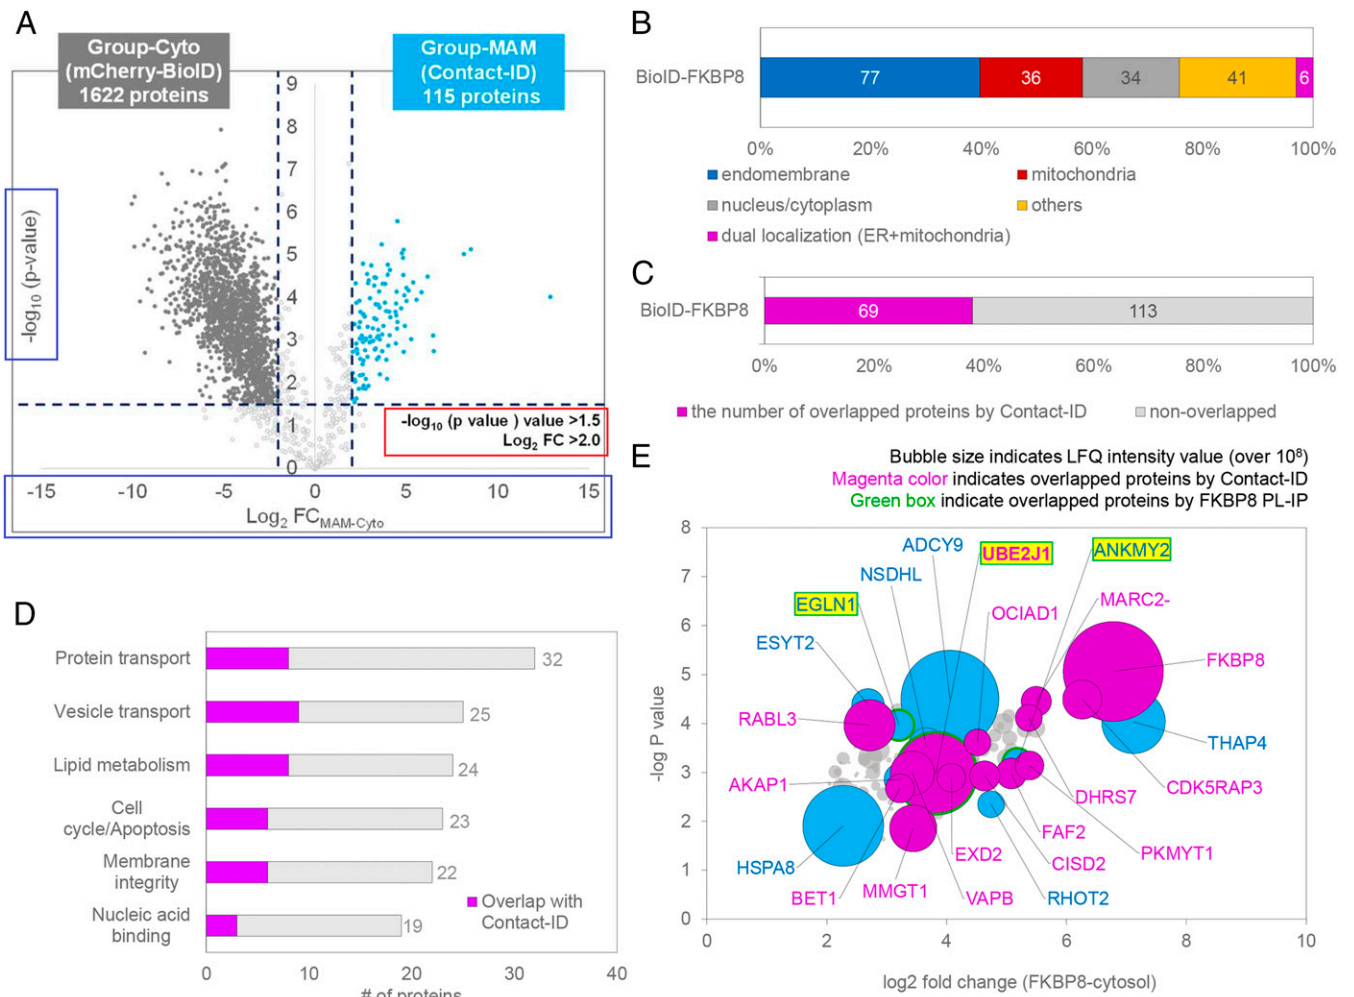 A
Group-Cyto
(mCherry-BioID)
1622 proteins
Group-MAM
(Contact-ID)
115 proteins
9
8
7
6
5
4
3
2
1
0
-log10 (p-value)
-log10 (p value ) value >1.5
Log2 FC >2.0
-15 -10 -5 0 5 10 15
Log2 FCMAM-Cyto
B
BioID-FKBP8
77 36 34 41 6
0% 20% 40% 60% 80% 100%
endomembrane
mitochondria
nucleus/cytoplasm
others
dual localization (ER+mitochondria)
C
BioID-FKBP8
69 113
0% 20% 40% 60% 80% 100%
the number of overlapped proteins by Contact-ID
non-overlapped
D
Protein transport 32
Vesicle transport 25
Lipid metabolism 24
Cell
cycle/Apoptosis 23
Membrane
integrity 22
Nucleic acid
binding 19
Overlap with
Contact-ID
0 10 20 30 40
# of proteins
E
Bubble size indicates LFQ intensity value (over 10⁸)
Magenta color indicates overlapped proteins by Contact-ID
Green box indicate overlapped proteins by FKBP8 PL-IP
8
7
6
5
4
3
2
1
0
-log P value
ADCY9
UBE2J1
ANKMY2
NSDHL
EGLN1
OCIAD1
MARC2-
ESYT2
FKBP8
RABL3
THAP4
AKAP1
CDK5RAP3
DHRS7
FAF2
PKMYT1
EXD2
CISD2
HSPA8
MMGT1
BET1
VAPB
RHOT2
0 2 4 6 8 10
log2 fold change (FKBP8-cytosol)